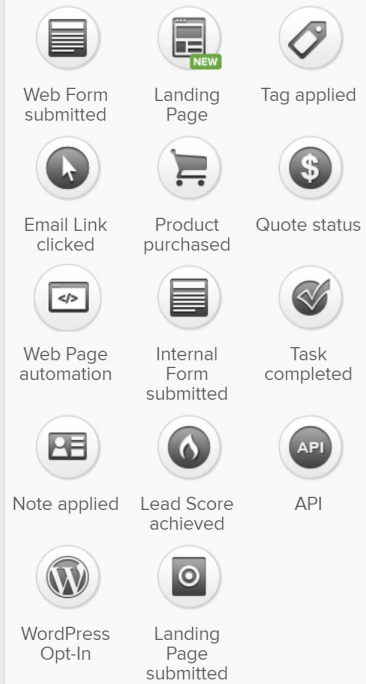 NEW
Web Form
submitted
Landing
Page
Tag applied
Email Link
clicked
Product
purchased
Quote status
$
</>
Web Page
automation
Internal
Form
submitted
Task
completed
API
Note applied
Lead Score
achieved
API
W
WordPress
Opt-In
Landing
Page
submitted